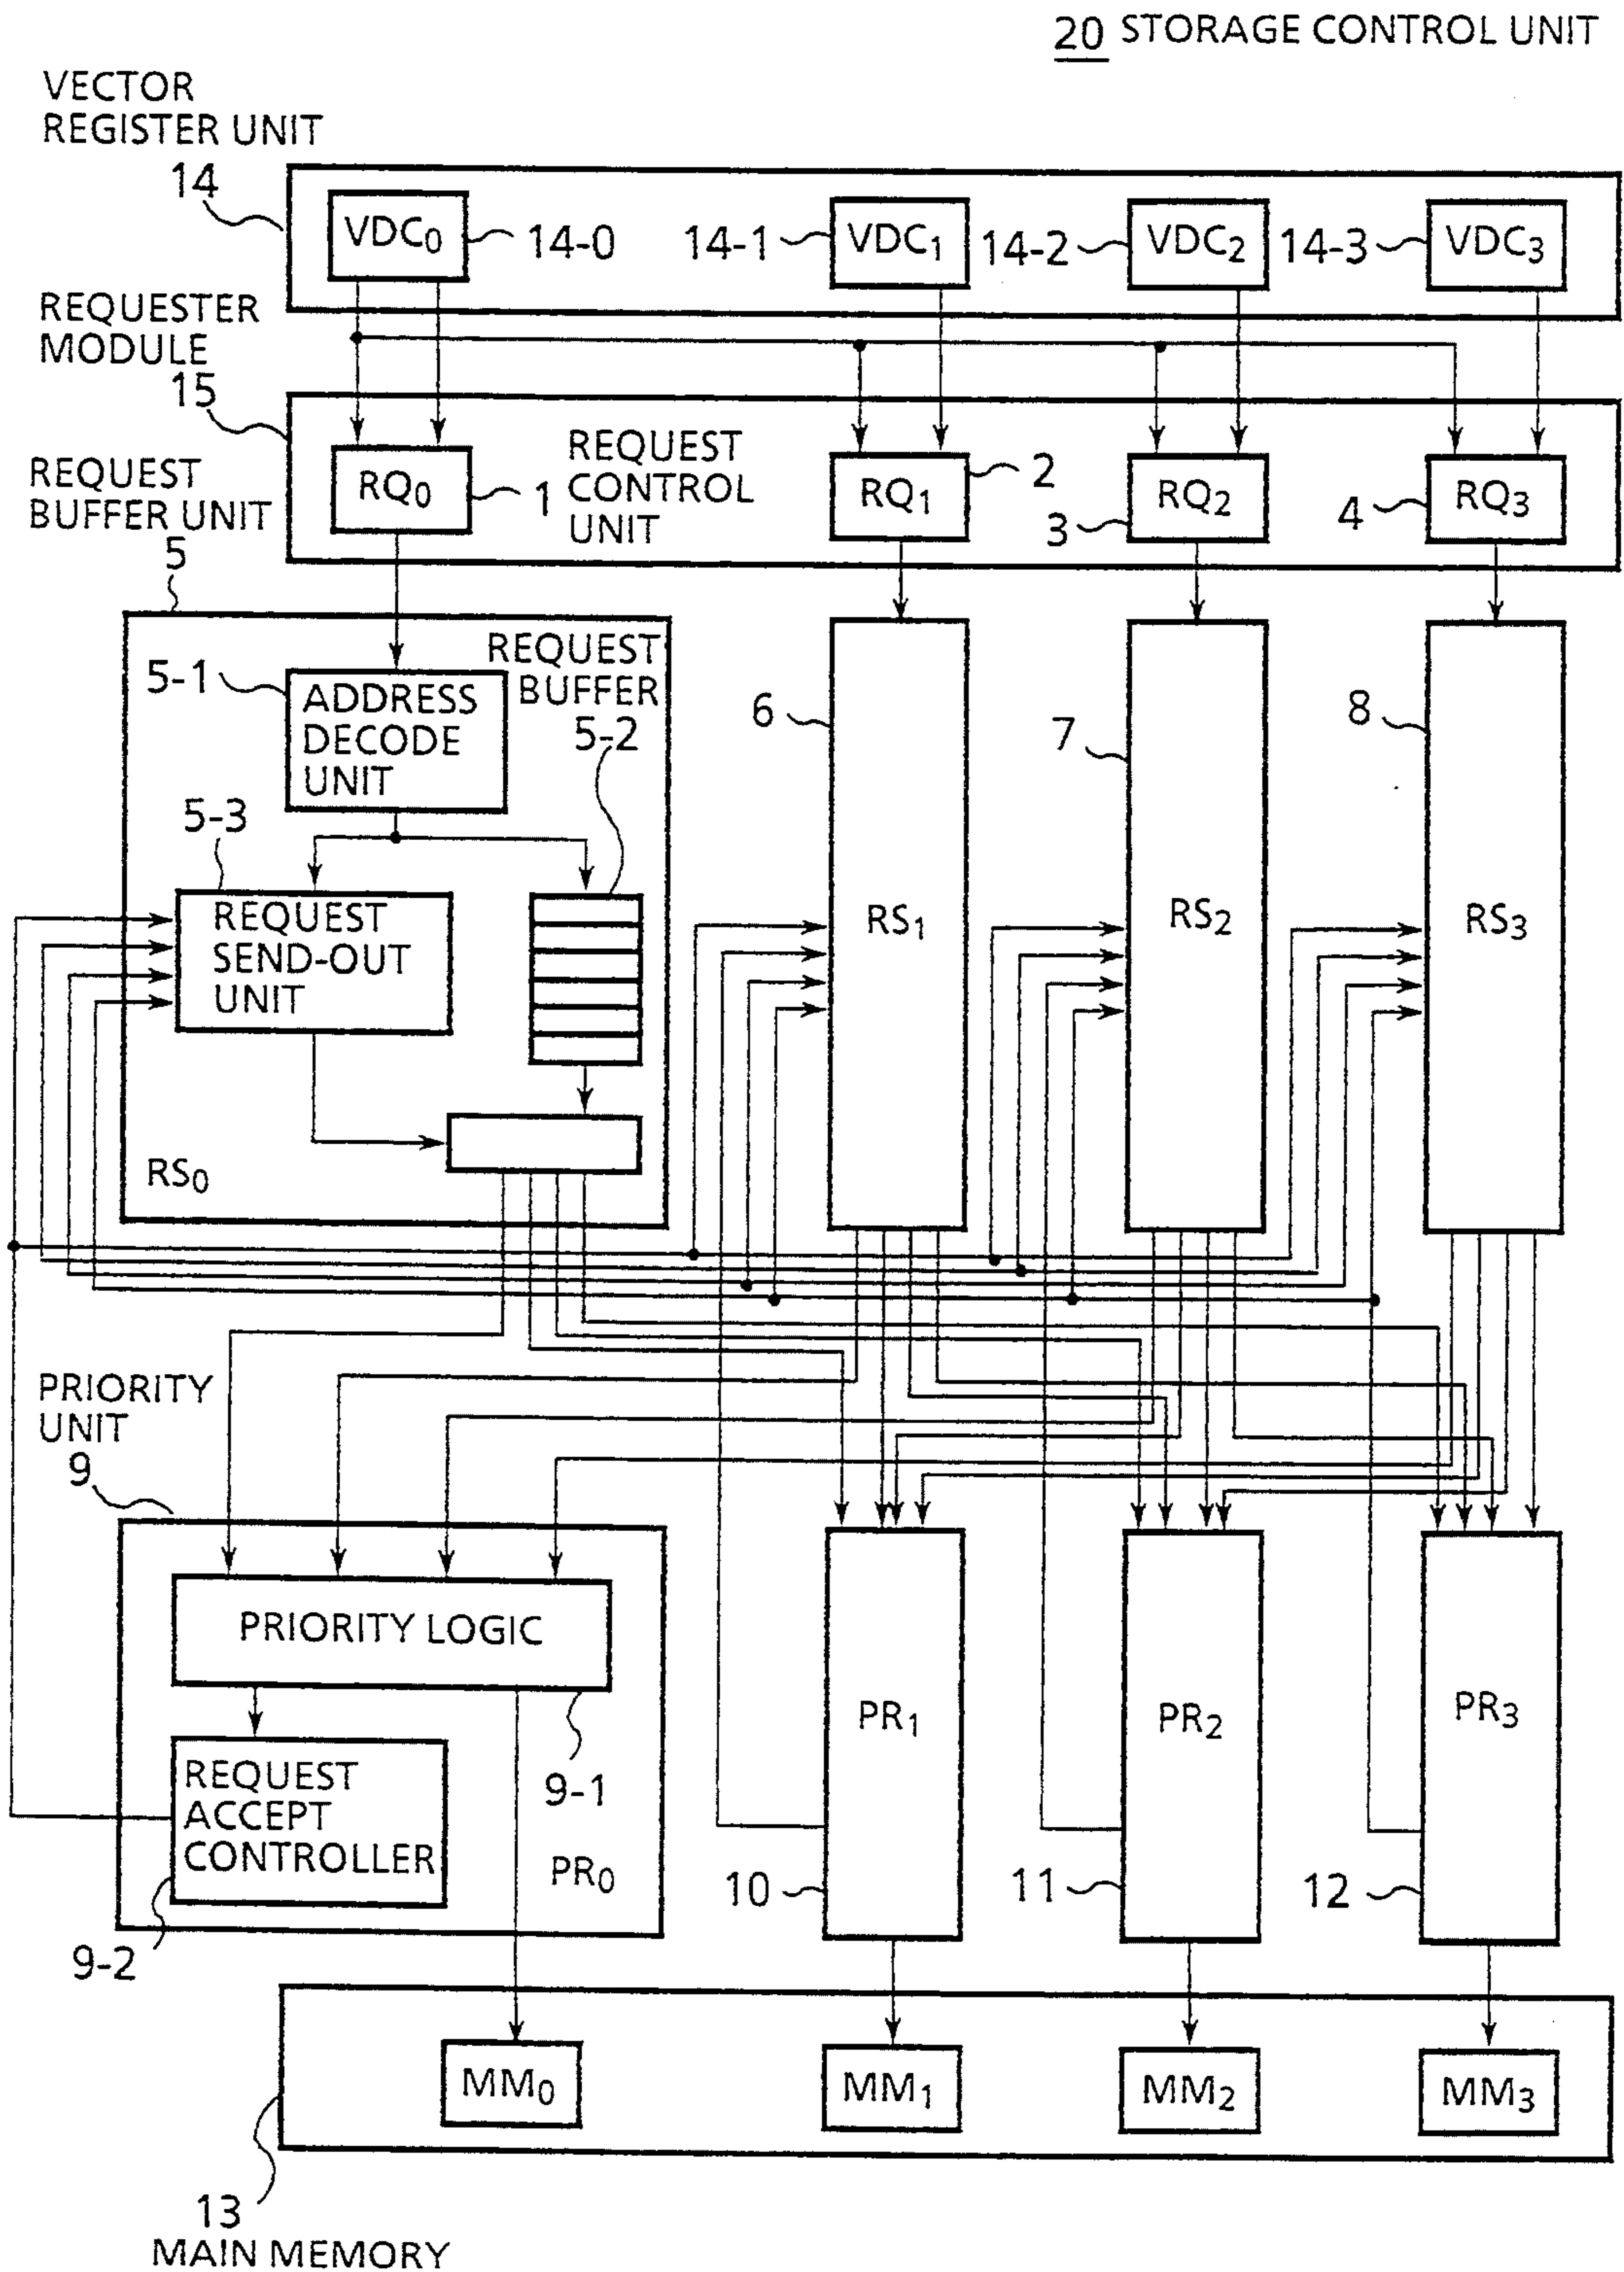 20 STORAGE CONTROL UNIT
VECTOR
REGISTER UNIT
14
VDC0
14-0
14-1
VDC1
14-2
VDC2
14-3
VDC3
REQUESTER
MODULE
15
RQ0
1
REQUEST
CONTROL
UNIT
RQ1
2
3
RQ2
4
RQ3
REQUEST
BUFFER UNIT
5
5-1
ADDRESS
DECODE
UNIT
REQUEST
BUFFER
5-2
5-3
REQUEST
SEND-OUT
UNIT
RS0
6
RS1
7
RS2
8
RS3
PRIORITY
UNIT
9
PRIORITY LOGIC
9-1
REQUEST
ACCEPT
CONTROLLER
9-2
PR0
PR1
10
PR2
11
PR3
12
MM0
MM1
MM2
MM3
13
MAIN MEMORY